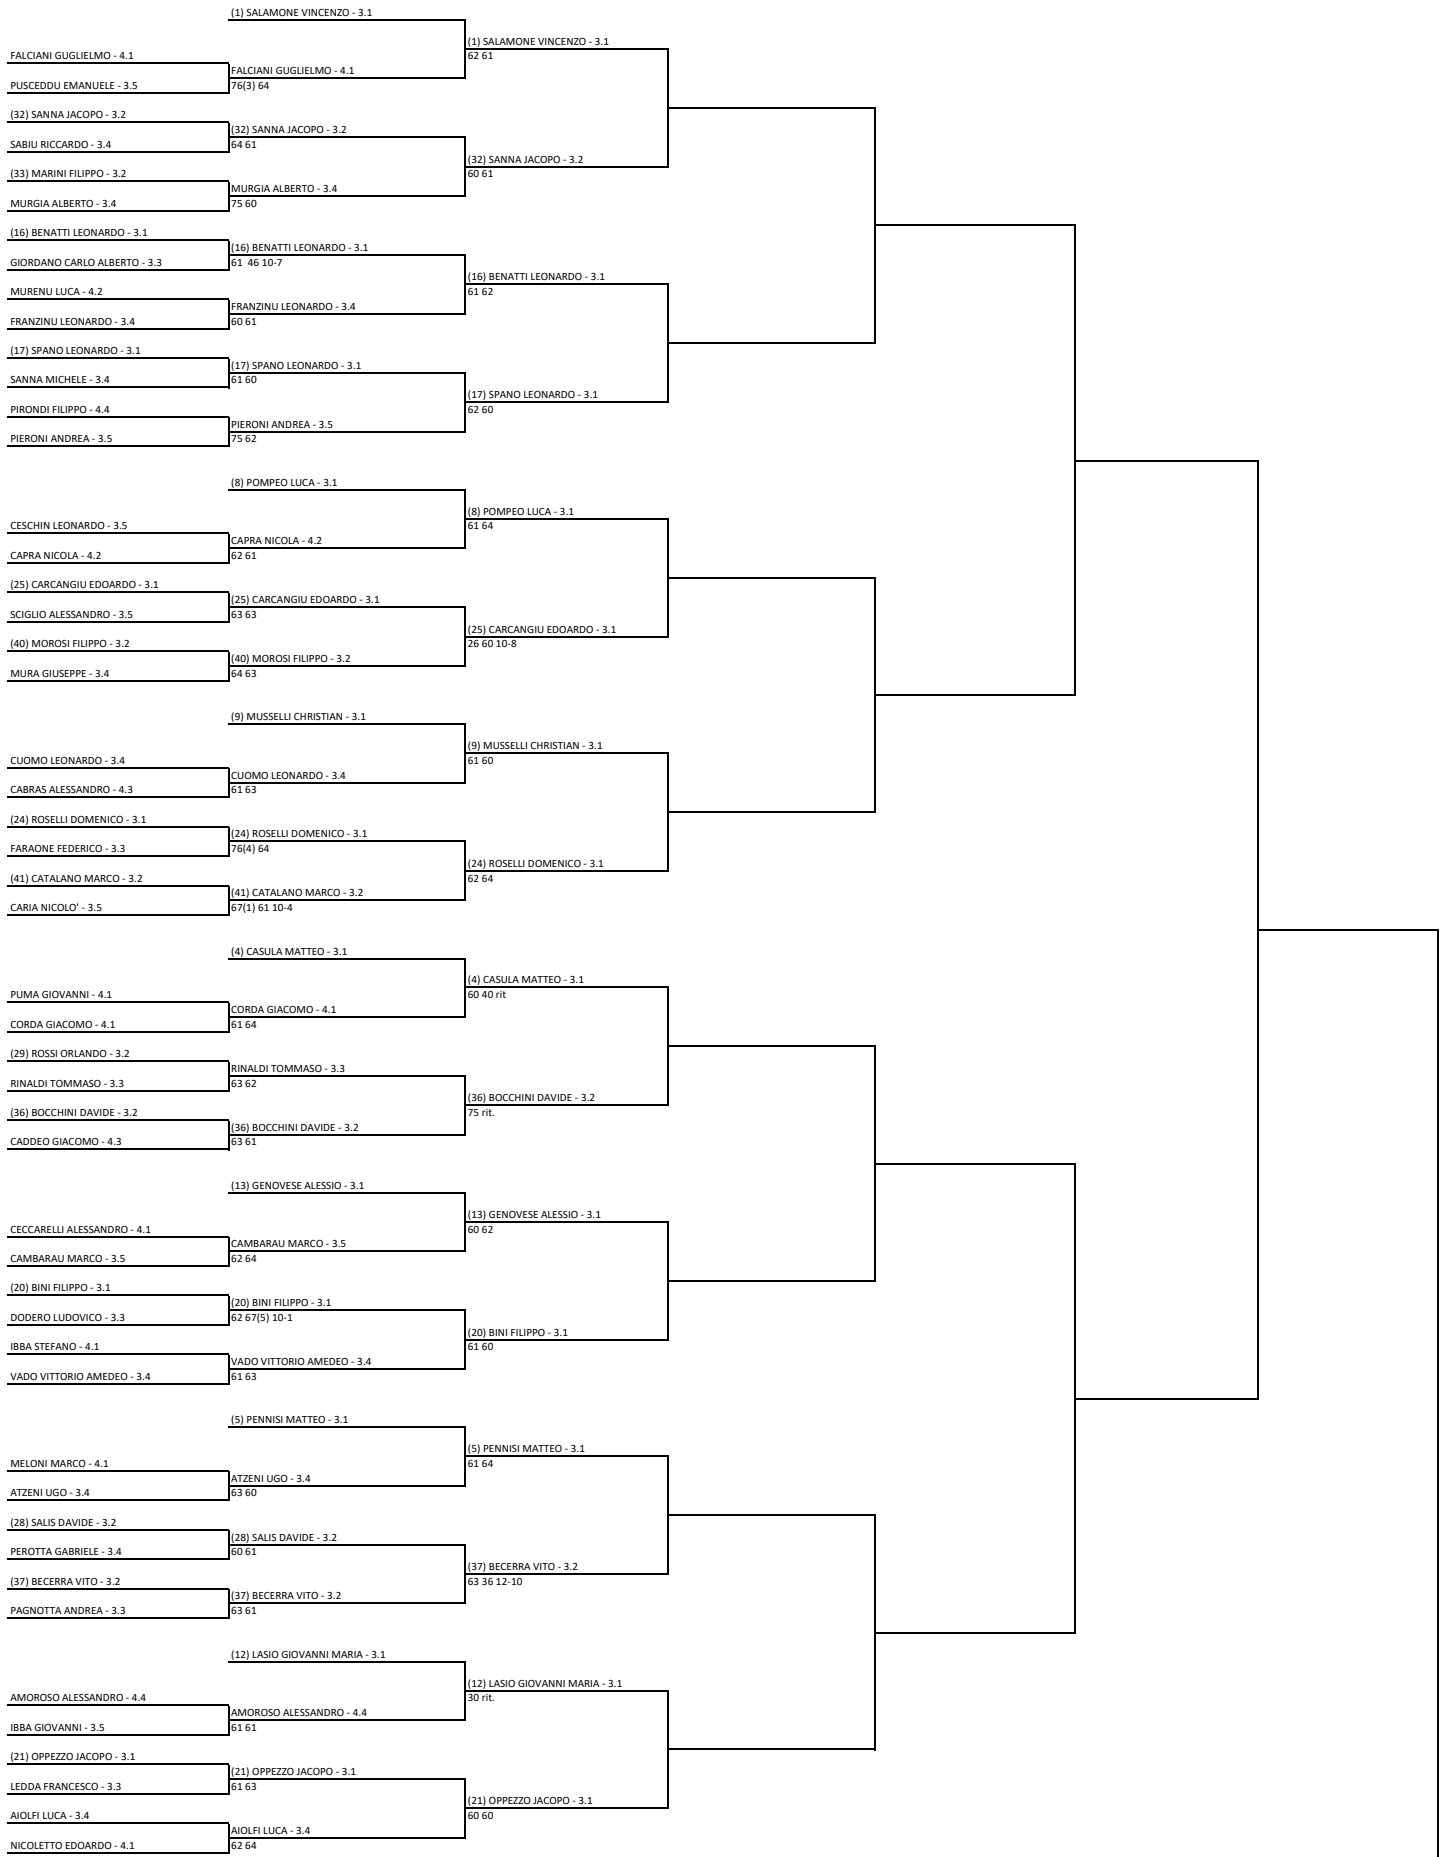 (1) SALAMONE VINCENZO - 3.1
(1) SALAMONE VINCENZO - 3.1
FALCIANI GUGLIELMO - 4.1
62 61
FALCIANI GUGLIELMO - 4.1
PUSCEDDU EMANUELE - 3.5
76(3) 64
(32) SANNA JACOPO - 3.2
(32) SANNA JACOPO - 3.2
SABIU RICCARDO - 3.4
64 61
(32) SANNA JACOPO - 3.2
(33) MARINI FILIPPO - 3.2
60 61
MURGIA ALBERTO - 3.4
MURGIA ALBERTO - 3.4
75 60
(16) BENATTI LEONARDO - 3.1
(16) BENATTI LEONARDO - 3.1
GIORDANO CARLO ALBERTO - 3.3
61  46 10-7
(16) BENATTI LEONARDO - 3.1
MURENU LUCA - 4.2
61 62
FRANZINU LEONARDO - 3.4
FRANZINU LEONARDO - 3.4
60 61
(17) SPANO LEONARDO - 3.1
(17) SPANO LEONARDO - 3.1
SANNA MICHELE - 3.4
61 60
(17) SPANO LEONARDO - 3.1
PIRONDI FILIPPO - 4.4
62 60
PIERONI ANDREA - 3.5
PIERONI ANDREA - 3.5
75 62
(8) POMPEO LUCA - 3.1
(8) POMPEO LUCA - 3.1
CESCHIN LEONARDO - 3.5
61 64
CAPRA NICOLA - 4.2
CAPRA NICOLA - 4.2
62 61
(25) CARCANGIU EDOARDO - 3.1
(25) CARCANGIU EDOARDO - 3.1
SCIGLIO ALESSANDRO - 3.5
63 63
(25) CARCANGIU EDOARDO - 3.1
(40) MOROSI FILIPPO - 3.2
26 60 10-8
(40) MOROSI FILIPPO - 3.2
MURA GIUSEPPE - 3.4
64 63
(9) MUSSELLI CHRISTIAN - 3.1
(9) MUSSELLI CHRISTIAN - 3.1
CUOMO LEONARDO - 3.4
61 60
CUOMO LEONARDO - 3.4
CABRAS ALESSANDRO - 4.3
61 63
(24) ROSELLI DOMENICO - 3.1
(24) ROSELLI DOMENICO - 3.1
FARAONE FEDERICO - 3.3
76(4) 64
(24) ROSELLI DOMENICO - 3.1
(41) CATALANO MARCO - 3.2
62 64
(41) CATALANO MARCO - 3.2
CARIA NICOLO' - 3.5
67(1) 61 10-4
(4) CASULA MATTEO - 3.1
(4) CASULA MATTEO - 3.1
PUMA GIOVANNI - 4.1
60 40 rit
CORDA GIACOMO - 4.1
CORDA GIACOMO - 4.1
61 64
(29) ROSSI ORLANDO - 3.2
RINALDI TOMMASO - 3.3
RINALDI TOMMASO - 3.3
63 62
(36) BOCCHINI DAVIDE - 3.2
(36) BOCCHINI DAVIDE - 3.2
75 rit.
(36) BOCCHINI DAVIDE - 3.2
CADDEO GIACOMO - 4.3
63 61
(13) GENOVESE ALESSIO - 3.1
(13) GENOVESE ALESSIO - 3.1
CECCARELLI ALESSANDRO - 4.1
60 62
CAMBARAU MARCO - 3.5
CAMBARAU MARCO - 3.5
62 64
(20) BINI FILIPPO - 3.1
(20) BINI FILIPPO - 3.1
DODERO LUDOVICO - 3.3
62 67(5) 10-1
(20) BINI FILIPPO - 3.1
IBBA STEFANO - 4.1
61 60
VADO VITTORIO AMEDEO - 3.4
VADO VITTORIO AMEDEO - 3.4
61 63
(5) PENNISI MATTEO - 3.1
(5) PENNISI MATTEO - 3.1
MELONI MARCO - 4.1
61 64
ATZENI UGO - 3.4
ATZENI UGO - 3.4
63 60
(28) SALIS DAVIDE - 3.2
(28) SALIS DAVIDE - 3.2
PEROTTA GABRIELE - 3.4
60 61
(37) BECERRA VITO - 3.2
(37) BECERRA VITO - 3.2
63 36 12-10
(37) BECERRA VITO - 3.2
PAGNOTTA ANDREA - 3.3
63 61
(12) LASIO GIOVANNI MARIA - 3.1
(12) LASIO GIOVANNI MARIA - 3.1
AMOROSO ALESSANDRO - 4.4
30 rit.
AMOROSO ALESSANDRO - 4.4
IBBA GIOVANNI - 3.5
61 61
(21) OPPEZZO JACOPO - 3.1
(21) OPPEZZO JACOPO - 3.1
LEDDA FRANCESCO - 3.3
61 63
(21) OPPEZZO JACOPO - 3.1
AIOLFI LUCA - 3.4
60 60
AIOLFI LUCA - 3.4
NICOLETTO EDOARDO - 4.1
62 64